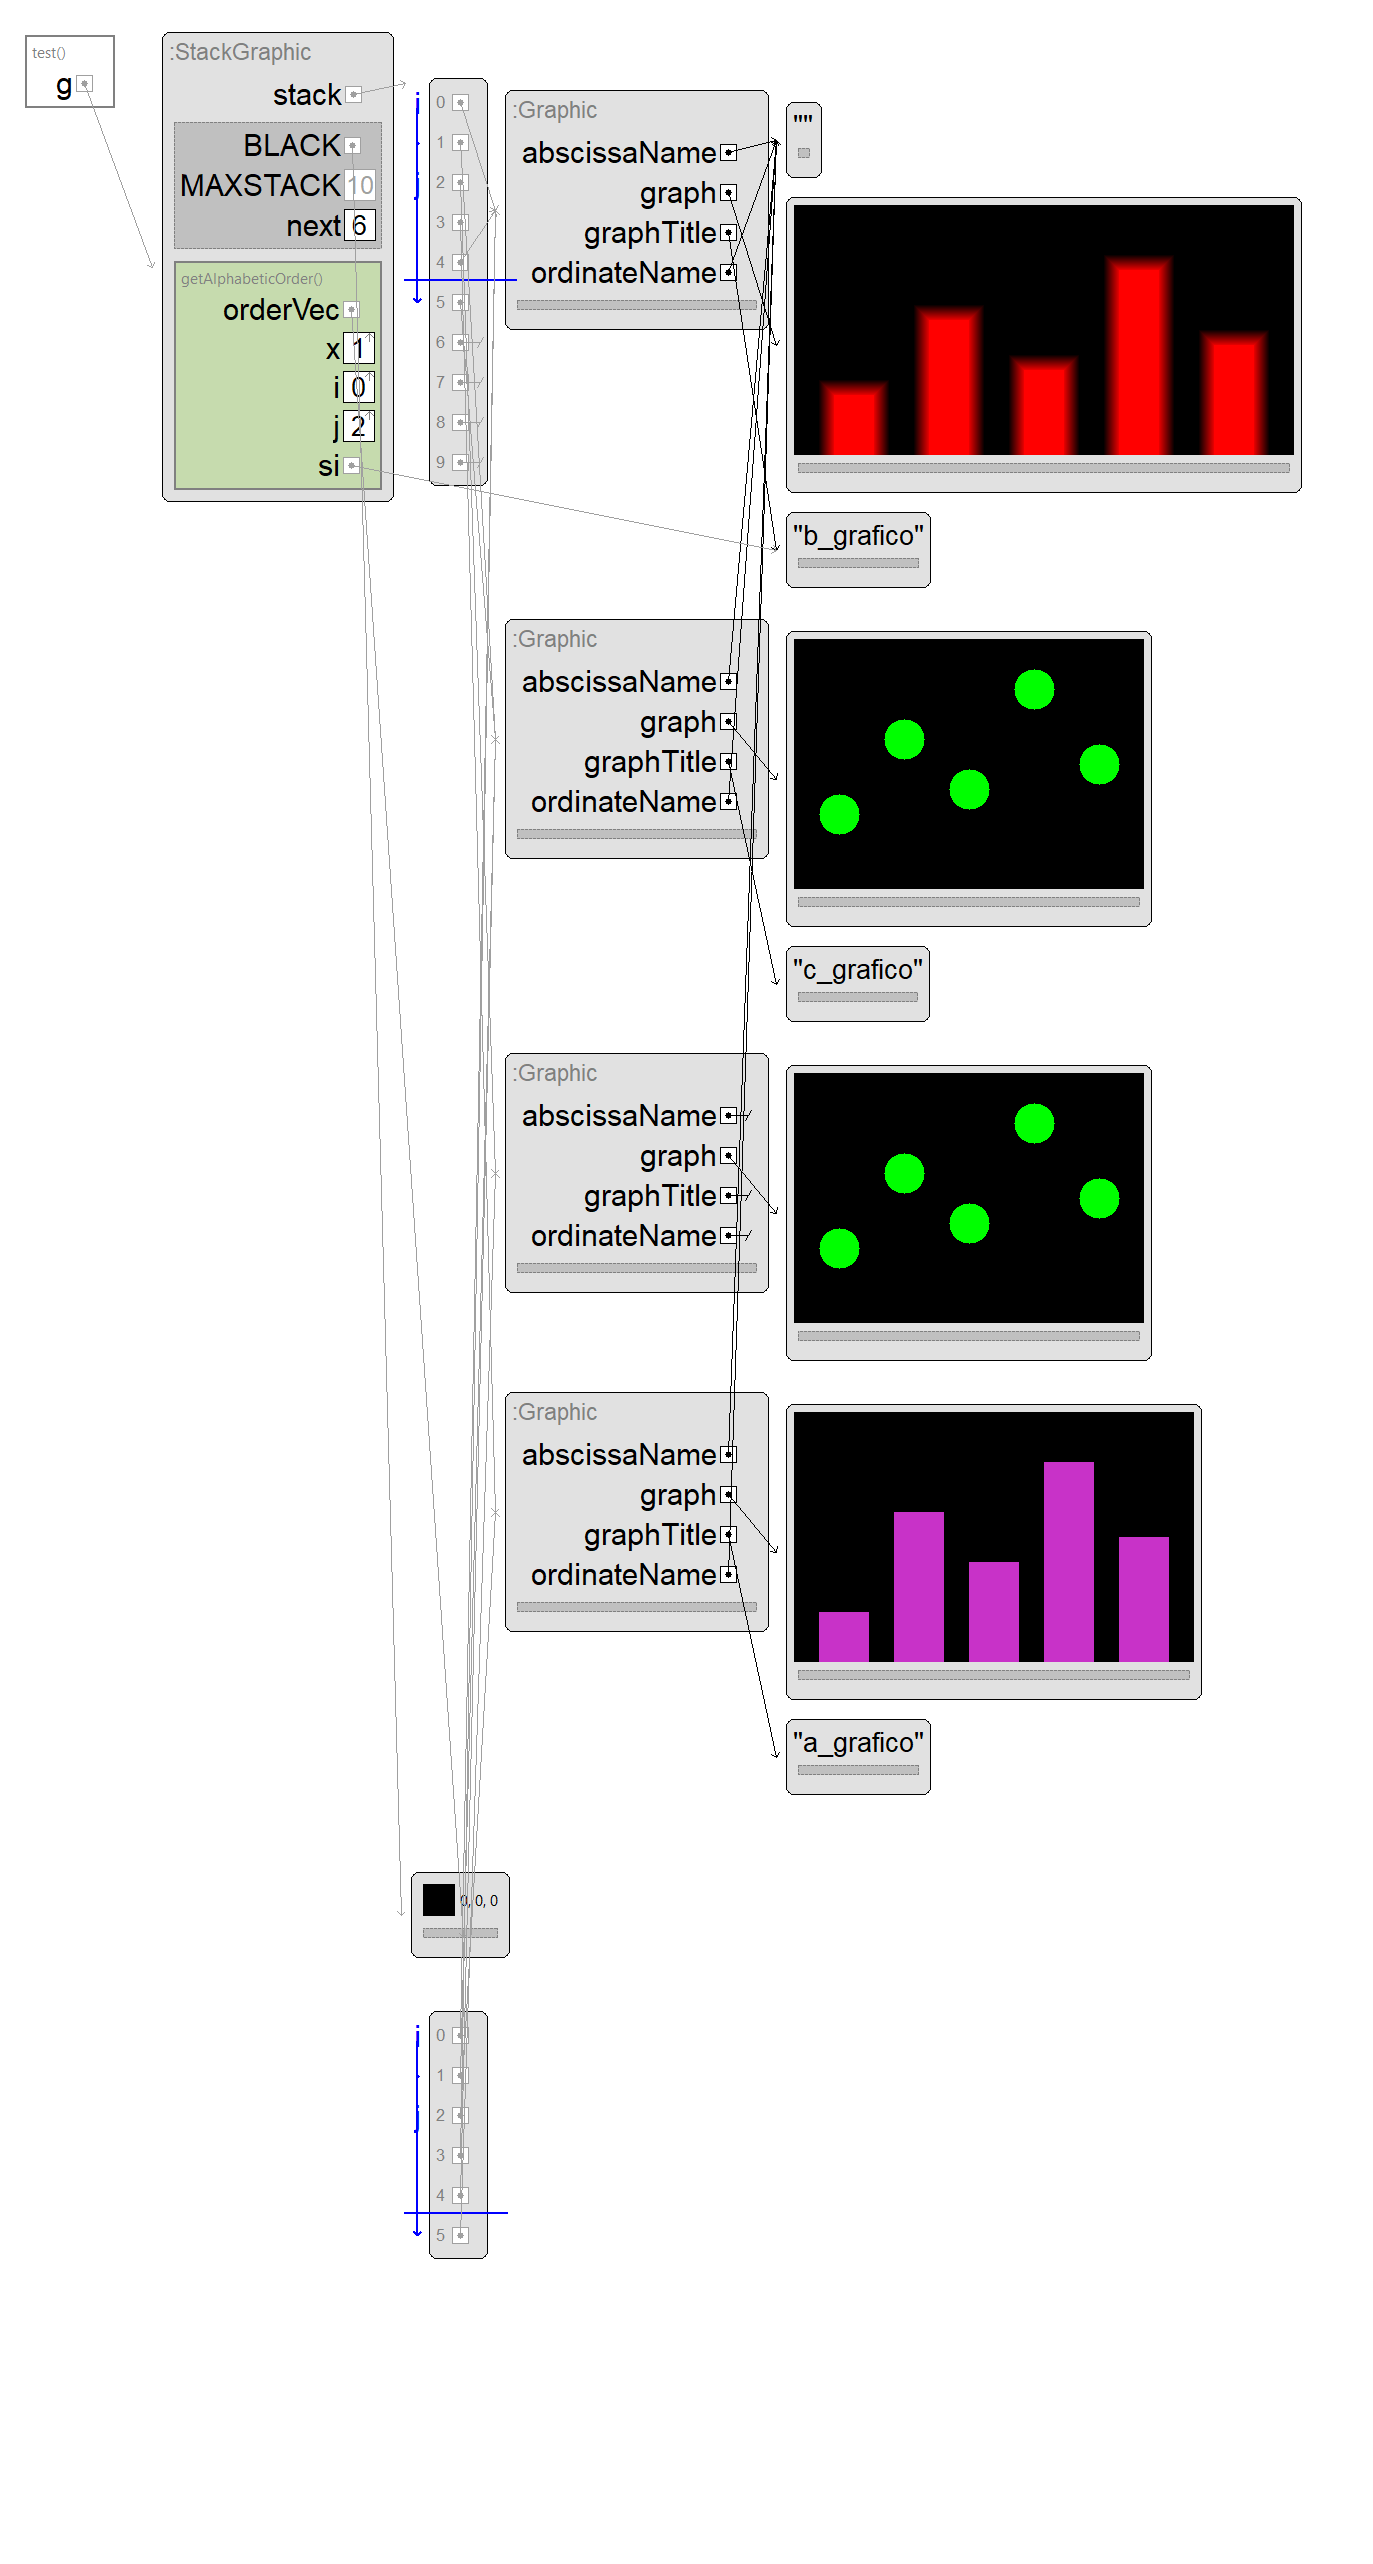 test()
g
:StackGraphic
stack
BLACK
MAXSTACK 10
next 6
getAlphabeticOrder()
orderVec
x 1
i 0
j 2
si
i
j
0
1
2
3
4
5
6
7
8
9
:Graphic
abscissaName
graph
graphTitle
ordinateName
""
"b_grafico"
:Graphic
abscissaName
graph
graphTitle
ordinateName
"c_grafico"
:Graphic
abscissaName
graph
graphTitle
ordinateName
:Graphic
abscissaName
graph
graphTitle
ordinateName
"a_grafico"
0, 0, 0
i
j
0
1
2
3
4
5